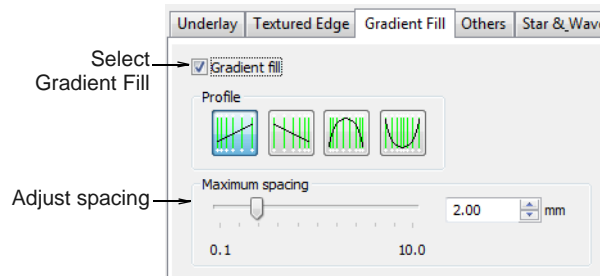 Underlay Textured Edge Gradient Fill Others Star & Wave
Select
Gradient Fill
Gradient fill
Profile
Adjust spacing
Maximum spacing
2.00 mm
0.1 10.0